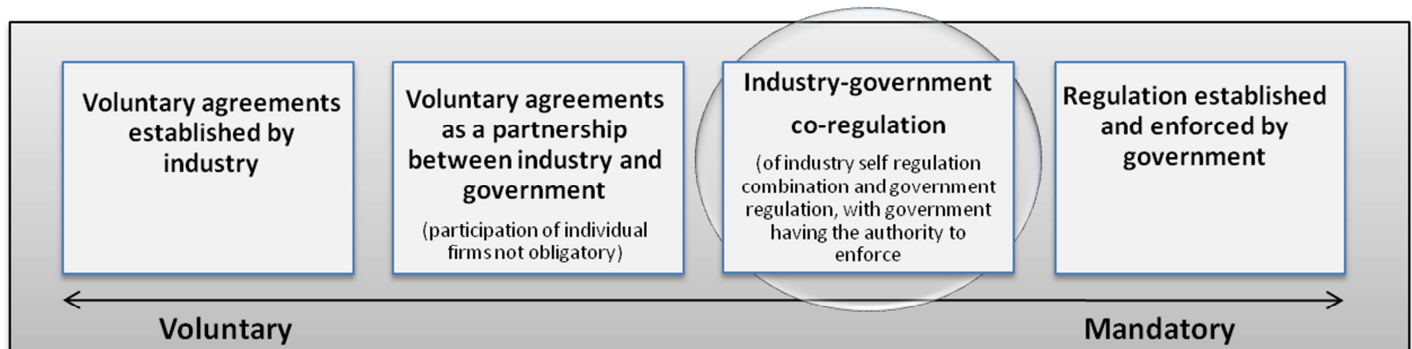 Voluntary agreements
established by
industry
Voluntary agreements
as a partnership
between industry and
government
(participation of individual
firms not obligatory)
Industry-government
co-regulation
(of industry self regulation
combination and government
regulation, with government
having the authority to
enforce
Regulation established
and enforced by
government
Voluntary
Mandatory